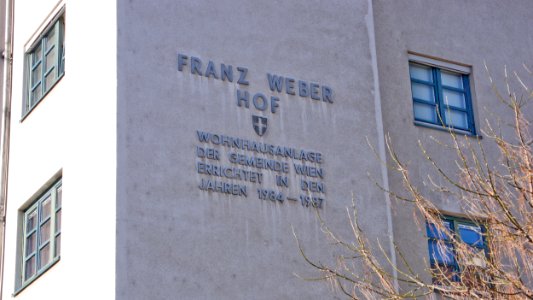 FRANZ WEBER
HOF
WOHNHAUSANLAGE
DER GEMEINDE WIEN
ERRICHTET IN DEN
JAHREN 1984-1987